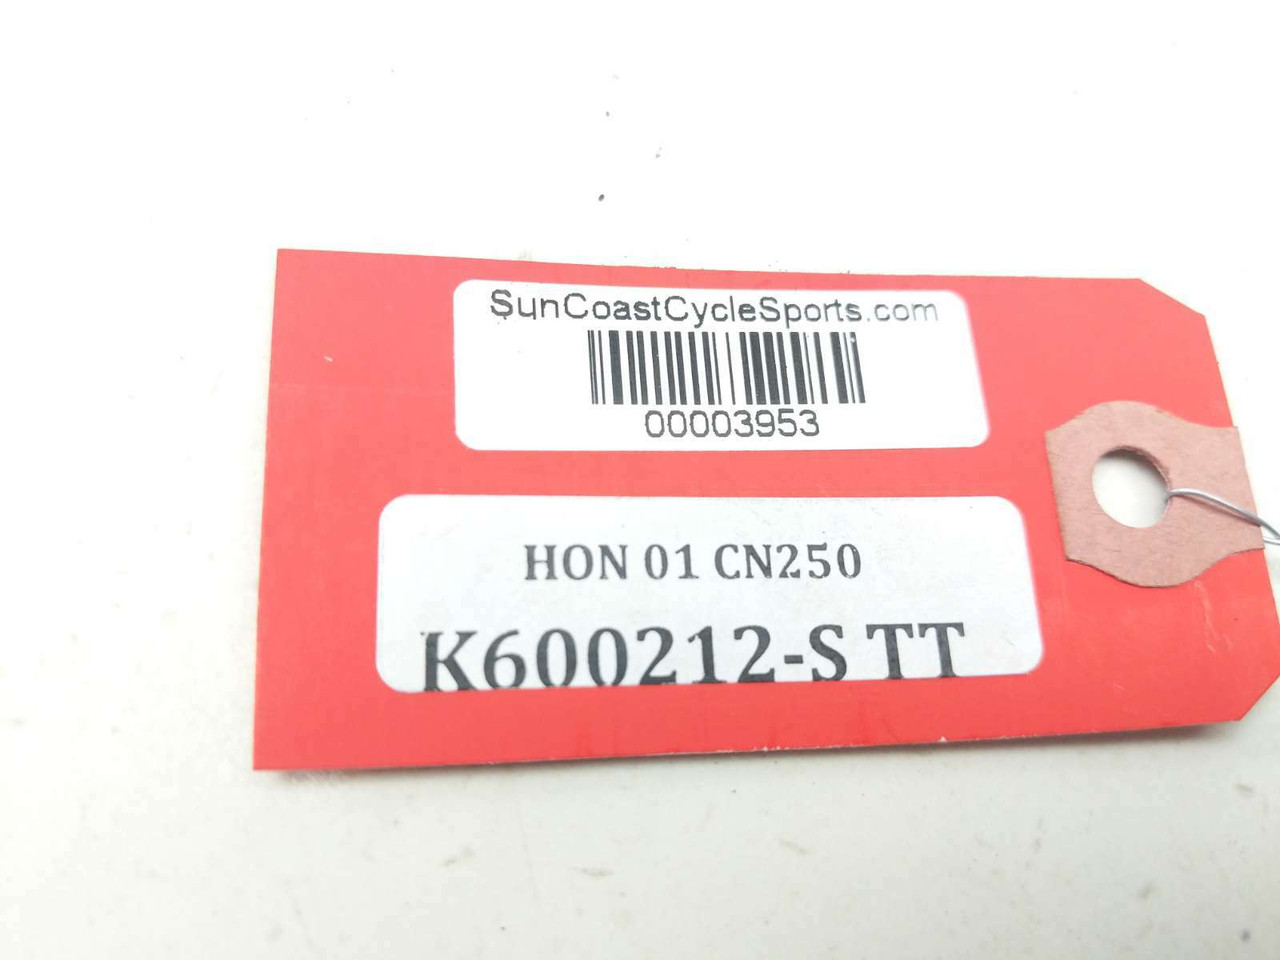 SunCoastCycleSports.com
00003953
HON 01 CN250
K600212-S TT